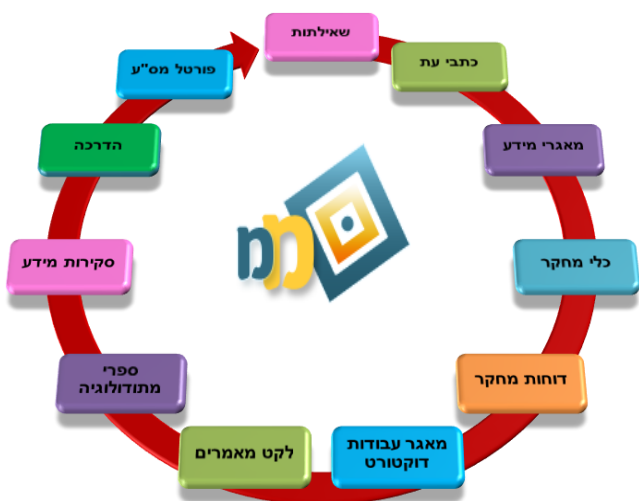 שאילתות
כתבי עת
מאגרי מידע
כלי מחקר
דוחות מחקר
מאגר עבודות
דוקטורט
לקט מאמרים
ספרי
מתודולוגיה
סקירות מידע
הדרכה
פורטל מס"ע
ממ